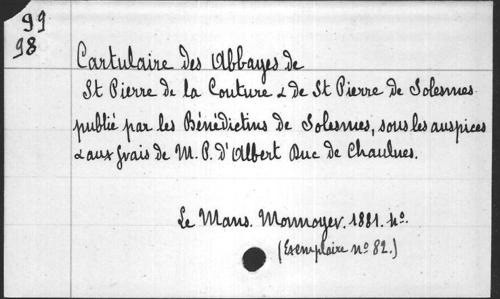 99
98
Cartulaire des Abbayes de
St Pierre de la Couture & de St Pierre de Solesmes
publié par les Bénédictins de Solesmes, sous les auspices
& aux frais de M. P. d'Albert Duc de Chaulnes.
Le Mans. Monnoyer. 1881. 4º.
(Exemplaire nº 82.)